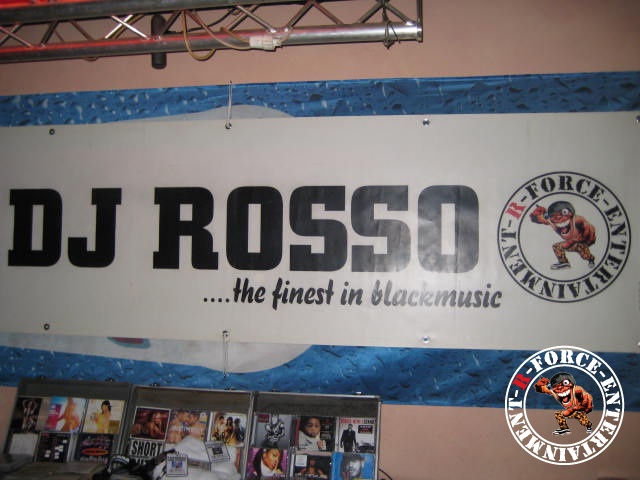 DJ ROSSO
....the finest in blackmusic
R-FORCE-ENTERTAINMENT-
R-FORCE-ENTERTAINMENT-
SHORT